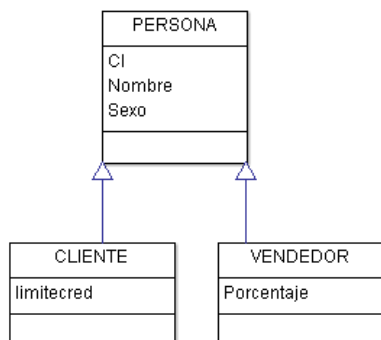 PERSONA
CI
Nombre
Sexo
CLIENTE
limitecred
VENDEDOR
Porcentaje